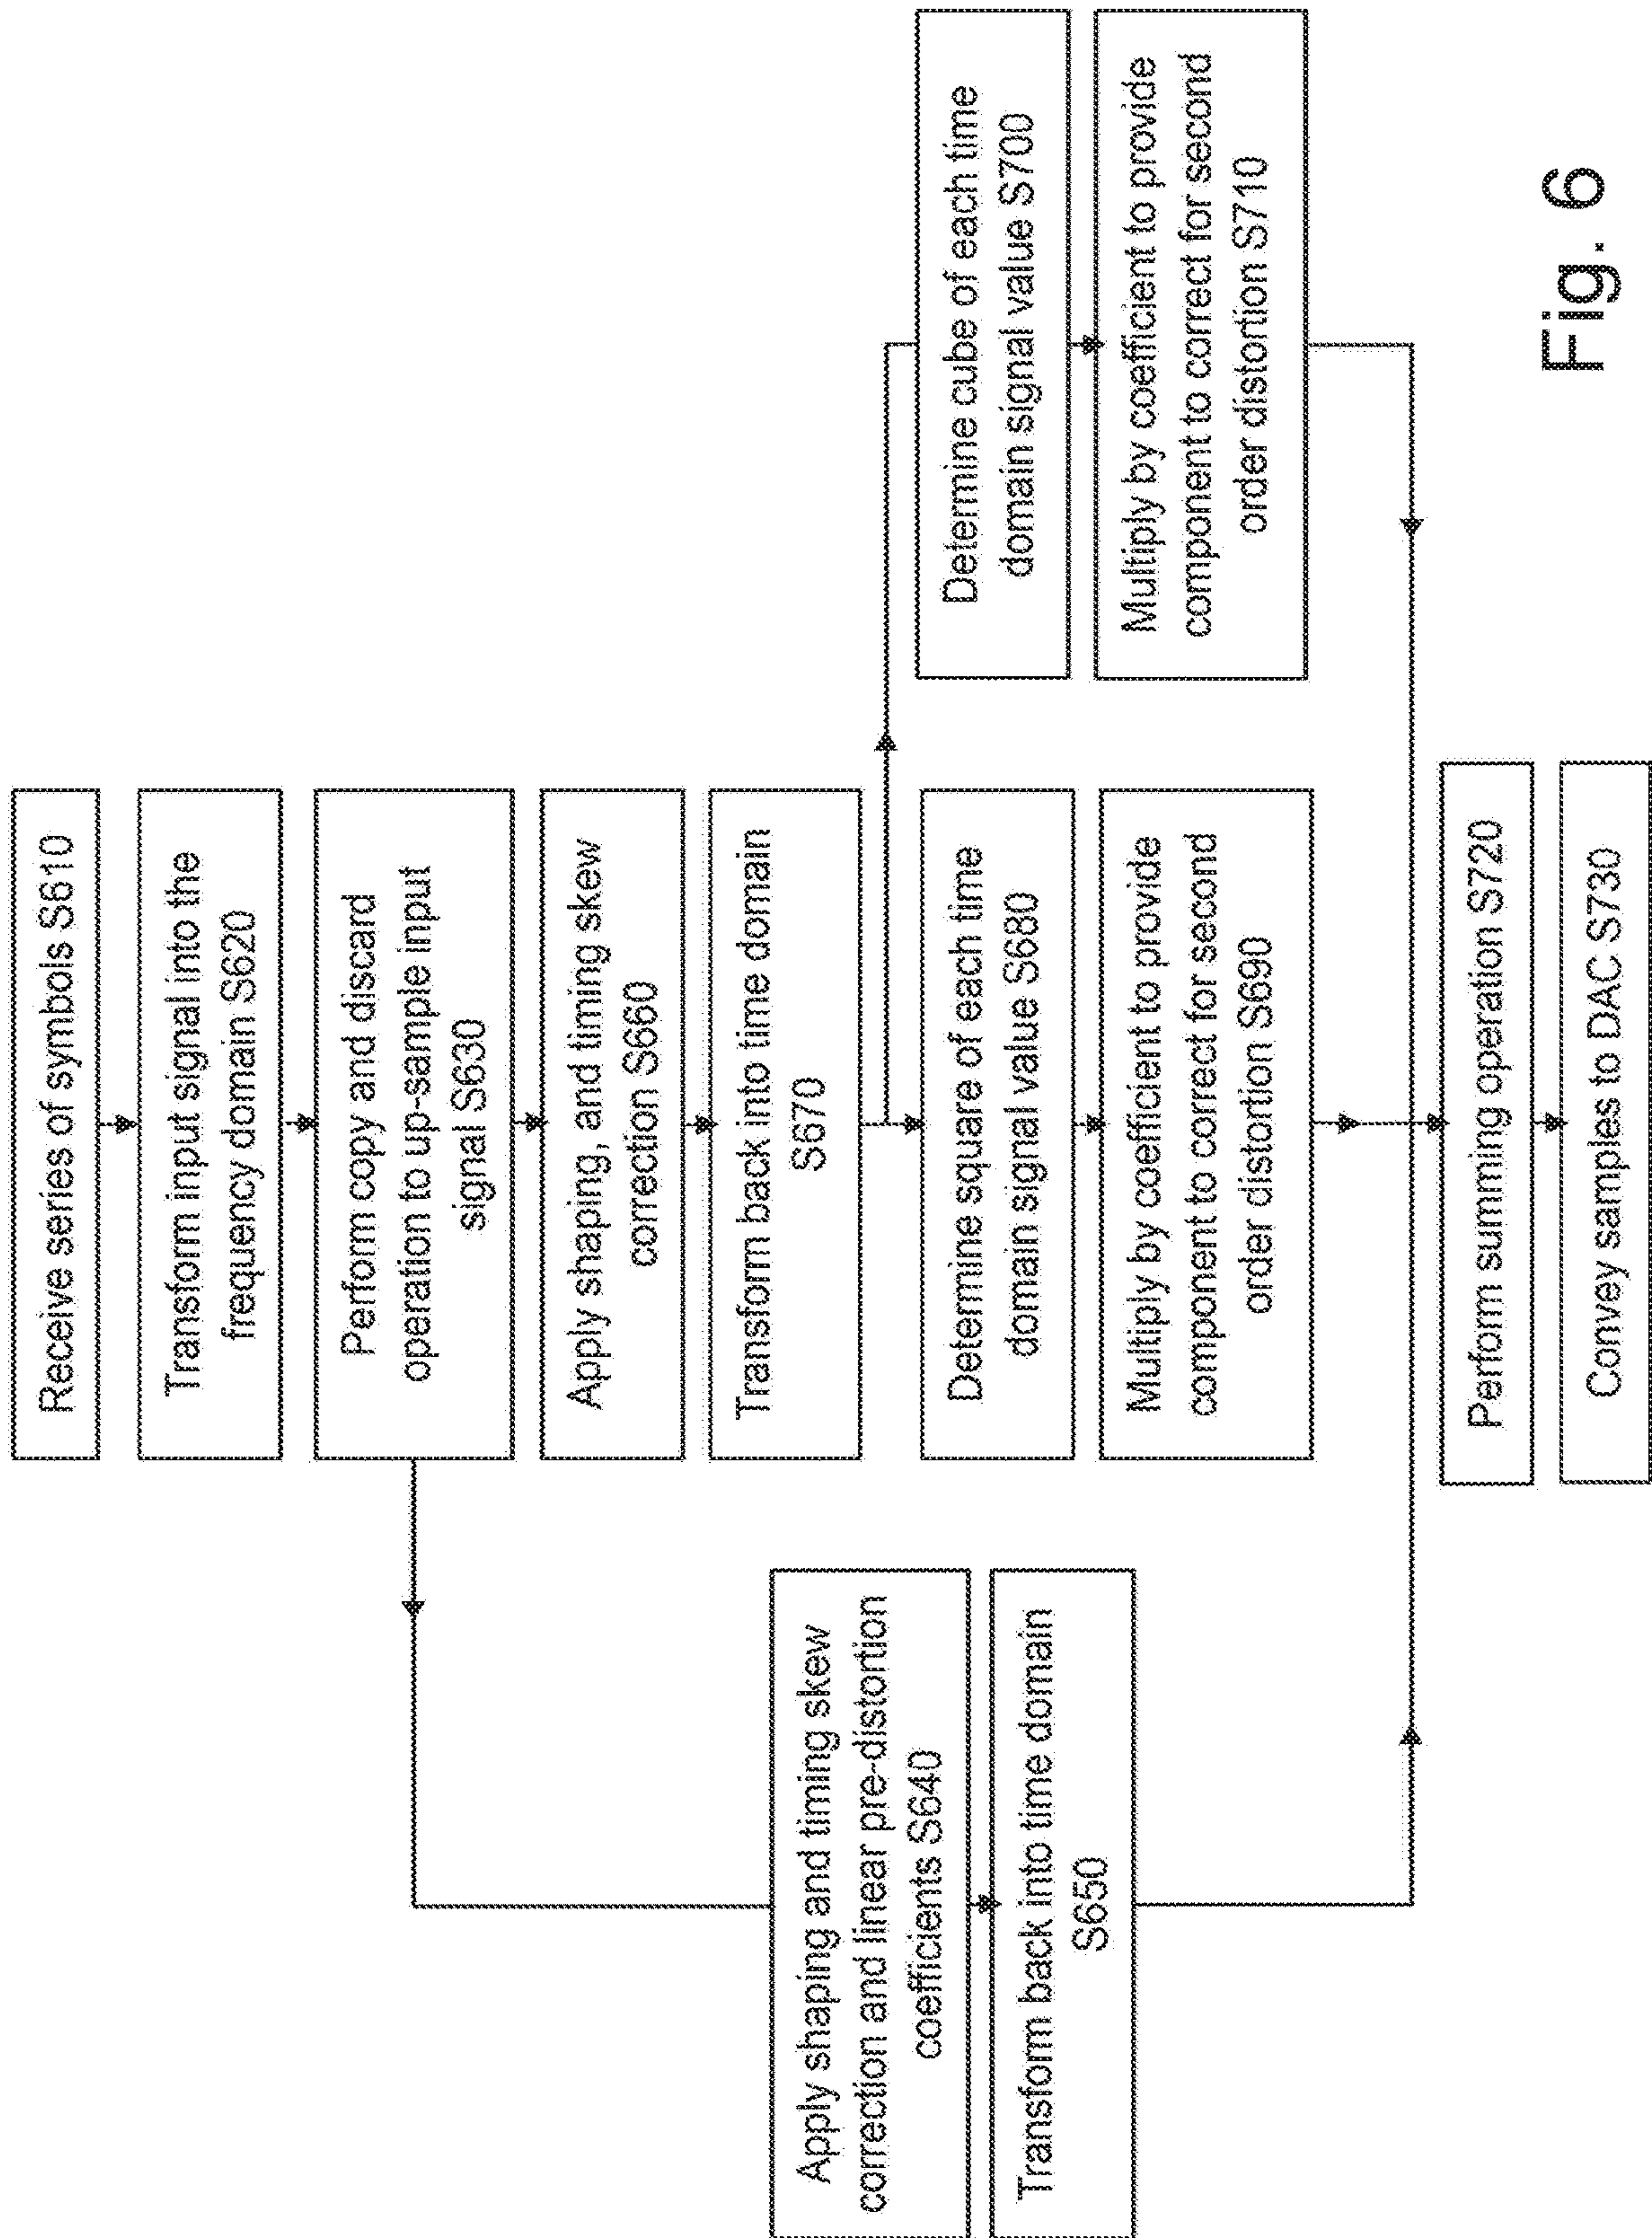 Receive series of symbols S610
Transform input signal into the
frequency domain S620
Perform copy and discard
operation to up-sample input
signal S630
Apply shaping and timing skew
correction and linear pre-distortion
coefficients S640
Transform back into time domain
S650
Apply shaping, and timing skew
correction S660
Transform back into time domain
S670
Determine square of each time
domain signal value S680
Multiply by coefficient to provide
component to correct for second
order distortion S690
Determine cube of each time
domain signal value S700
Multiply by coefficient to provide
component to correct for second
order distortion S710
Perform summing operation S720
Convey samples to DAC S730
Fig. 6